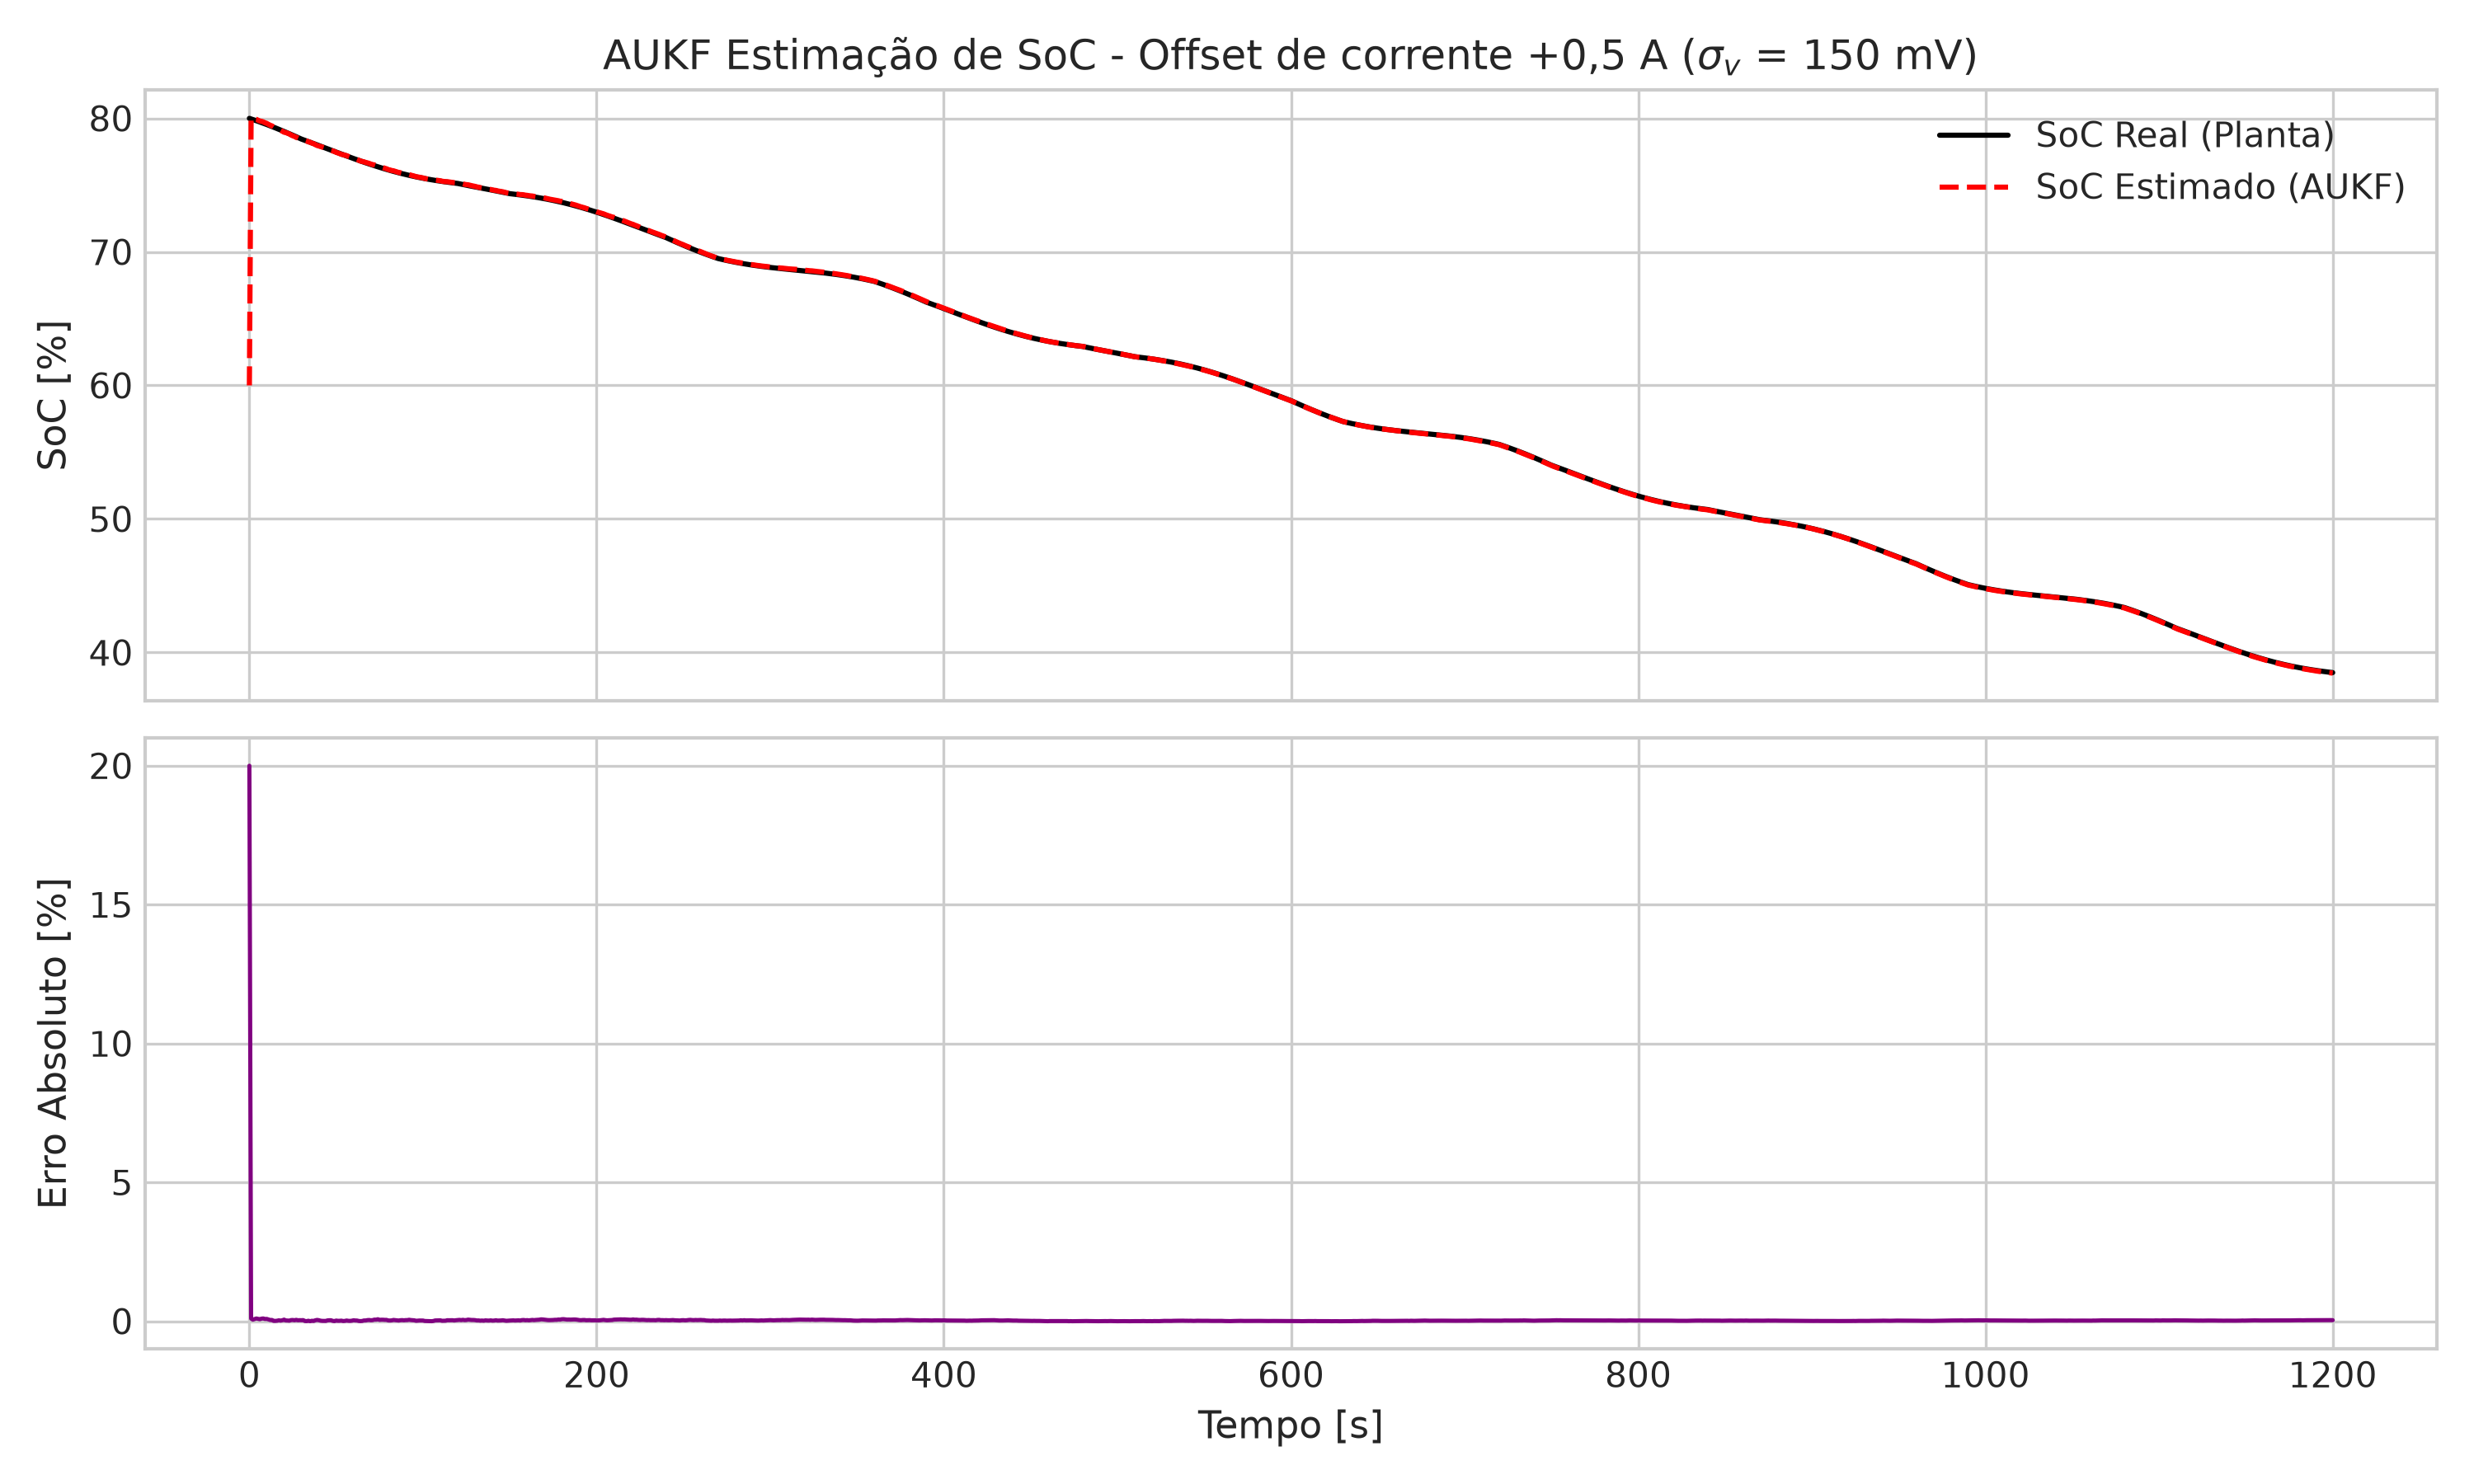 AUKF Estimação de SoC - Offset de corrente +0,5 A (σᵥ = 150 mV)
SoC Real (Planta)
SoC Estimado (AUKF)
SoC [%]
80
70
60
50
40
Erro Absoluto [%]
20
15
10
5
0
0 200 400 600 800 1000 1200
Tempo [s]